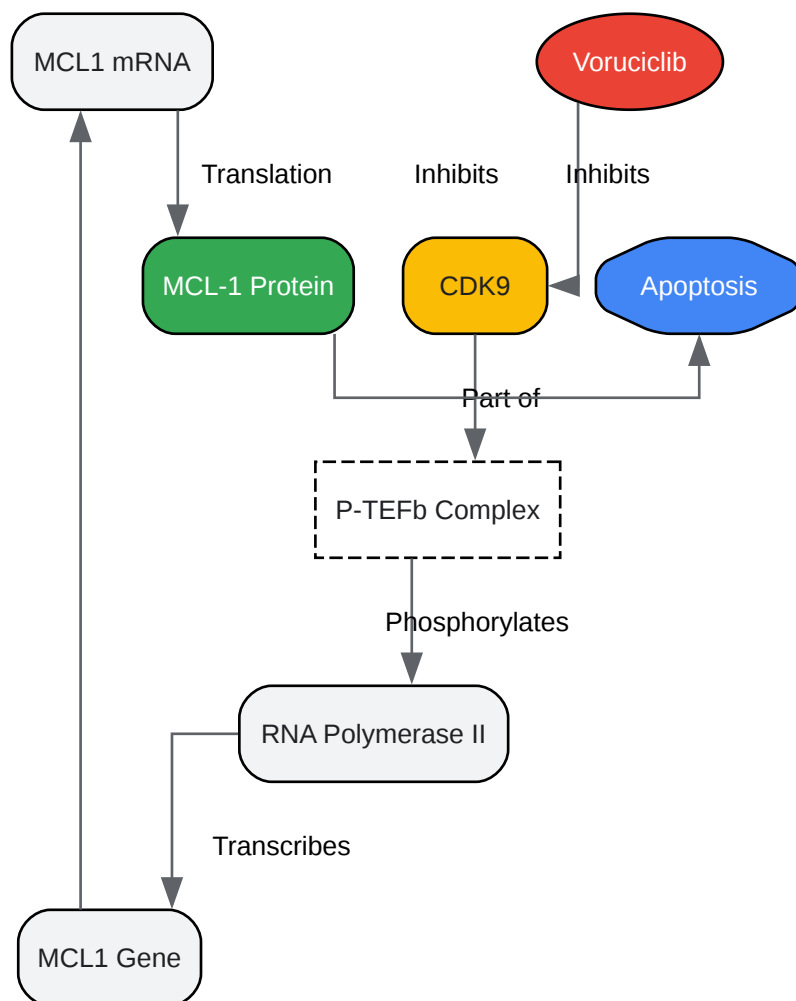 MCL1 mRNA
Voruciclib
Translation
Inhibits
Inhibits
MCL-1 Protein
CDK9
Apoptosis
Part of
P-TEFb Complex
Phosphorylates
RNA Polymerase II
Transcribes
MCL1 Gene